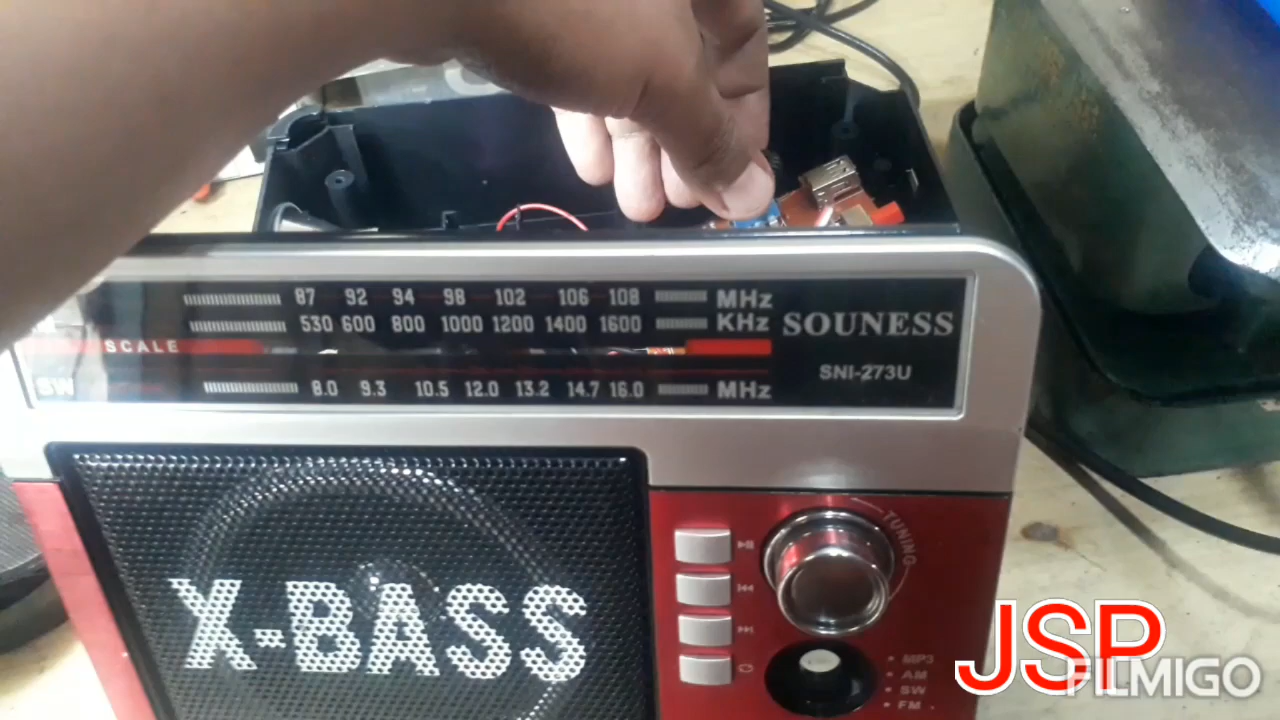 87 92 94 98 102 106 108 MHz
530 600 800 1000 1200 1400 1600 KHz
SOUNESS
SCALE
SNI-273U
SW 8.0 9.3 10.5 12.0 13.2 14.7 16.0 MHz
X-BASS
TUNING
MP3
AM
SW
FM
JSP
FILMIGO